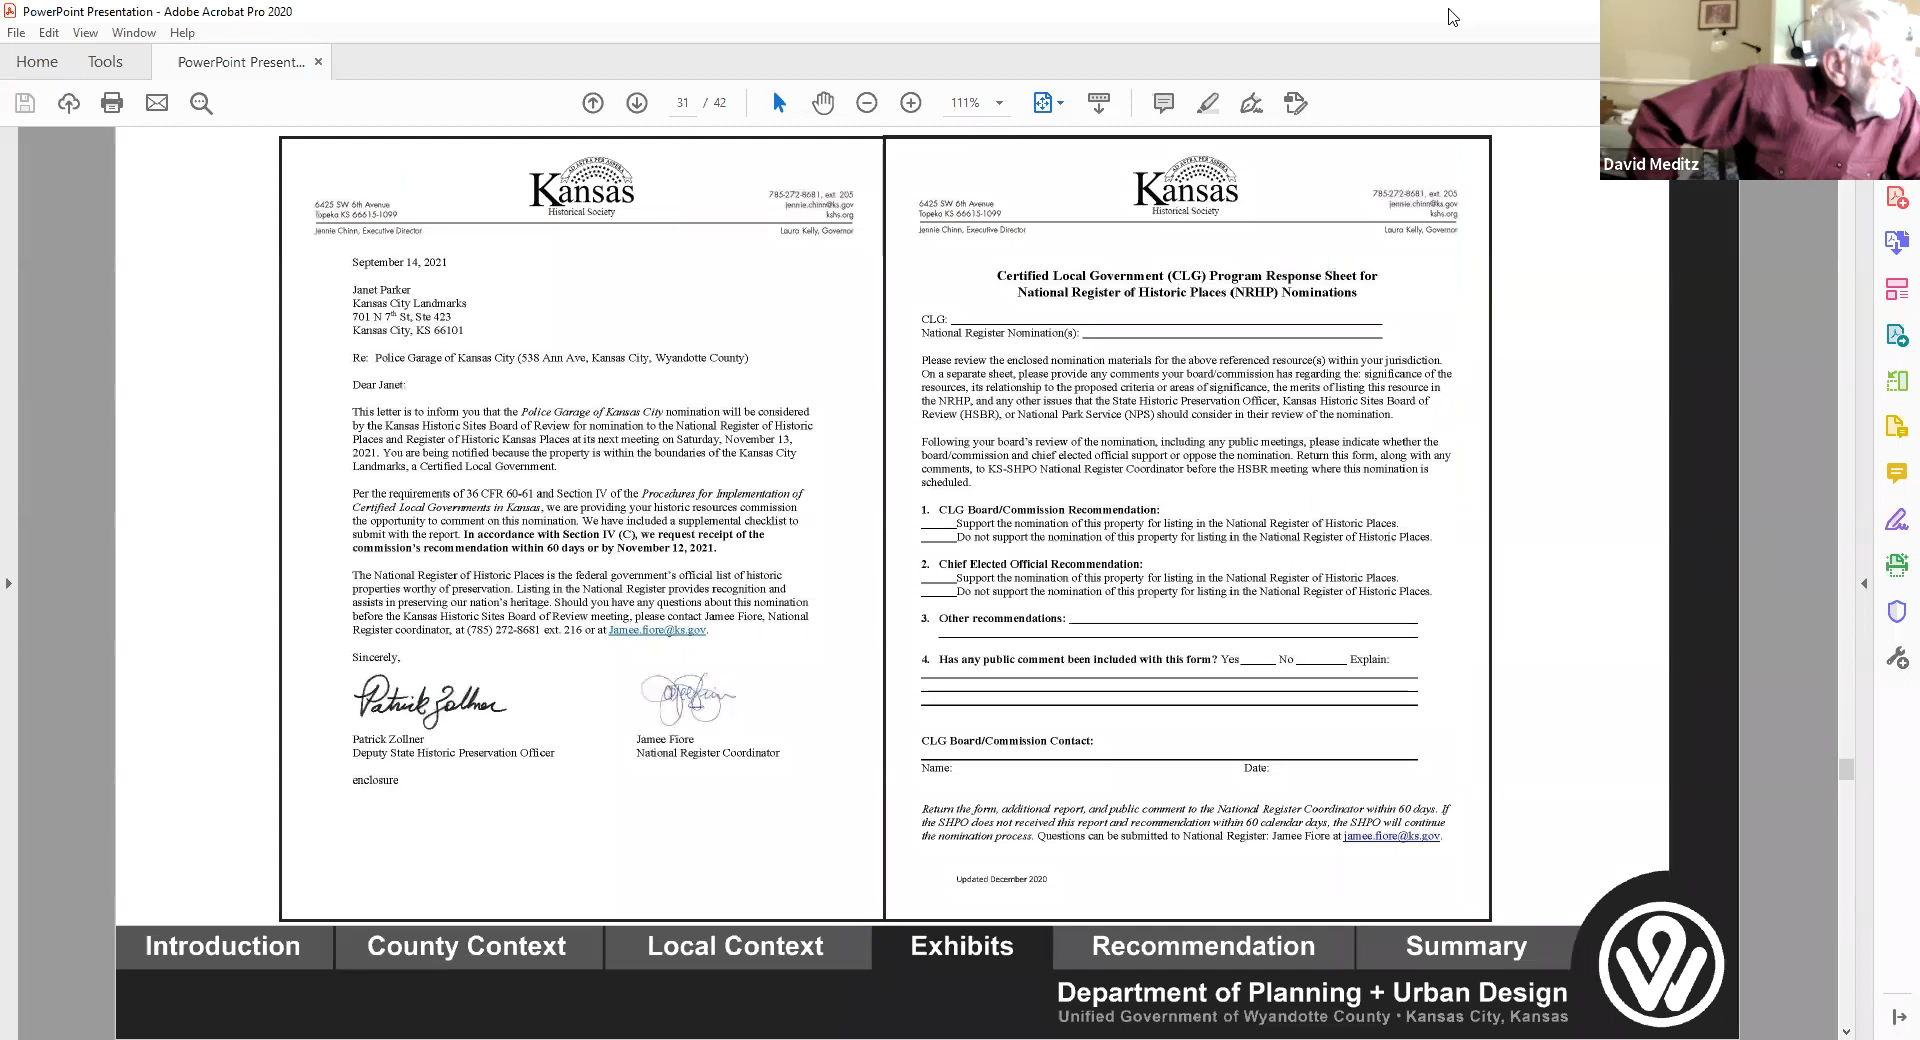 PowerPoint Presentation - Adobe Acrobat Pro 2020
File Edit View Window Help
Home Tools PowerPoint Present... ×
31 / 42 111%
David Meditz
AD ASTRA PER ASPERA
Kansas
Historical Society
6425 SW 6th Avenue
Topeka KS 66615-1099
Jennie Chinn, Executive Director
785-272-8681, ext. 205
jennie.chinn@ks.gov
kshs.org
Laura Kelly, Governor
September 14, 2021
Janet Parker
Kansas City Landmarks
701 N 7th St, Ste 423
Kansas City, KS 66101
Re: Police Garage of Kansas City (538 Ann Ave, Kansas City, Wyandotte County)
Dear Janet:
This letter is to inform you that the Police Garage of Kansas City nomination will be considered
by the Kansas Historic Sites Board of Review for nomination to the National Register of Historic
Places and Register of Historic Kansas Places at its next meeting on Saturday, November 13,
2021. You are being notified because the property is within the boundaries of the Kansas City
Landmarks, a Certified Local Government.
Per the requirements of 36 CFR 60-61 and Section IV of the Procedures for Implementation of
Certified Local Governments in Kansas, we are providing your historic resources commission
the opportunity to comment on this nomination. We have included a supplemental checklist to
submit with the report. In accordance with Section IV (C), we request receipt of the
commission's recommendation within 60 days or by November 12, 2021.
The National Register of Historic Places is the federal government's official list of historic
properties worthy of preservation. Listing in the National Register provides recognition and
assists in preserving our nation's heritage. Should you have any questions about this nomination
before the Kansas Historic Sites Board of Review meeting, please contact Jamee Fiore, National
Register coordinator, at (785) 272-8681 ext. 216 or at Jamee.fiore@ks.gov.
Sincerely,
Patrick Zollner
Patrick Zollner
Deputy State Historic Preservation Officer
Jamee Fiore
National Register Coordinator
enclosure
AD ASTRA PER ASPERA
Kansas
Historical Society
6425 SW 6th Avenue
Topeka KS 66615-1099
Jennie Chinn, Executive Director
785-272-8681, ext. 205
jennie.chinn@ks.gov
kshs.org
Laura Kelly, Governor
Certified Local Government (CLG) Program Response Sheet for
National Register of Historic Places (NRHP) Nominations
CLG:
National Register Nomination(s):
Please review the enclosed nomination materials for the above referenced resource(s) within your jurisdiction.
On a separate sheet, please provide any comments your board/commission has regarding the: significance of the
resources, its relationship to the proposed criteria or areas of significance, the merits of listing this resource in
the NRHP, and any other issues that the State Historic Preservation Officer, Kansas Historic Sites Board of
Review (HSBR), or National Park Service (NPS) should consider in their review of the nomination.
Following your board's review of the nomination, including any public meetings, please indicate whether the
board/commission and chief elected official support or oppose the nomination. Return this form, along with any
comments, to KS-SHPO National Register Coordinator before the HSBR meeting where this nomination is
scheduled.
1. CLG Board/Commission Recommendation:
Support the nomination of this property for listing in the National Register of Historic Places.
Do not support the nomination of this property for listing in the National Register of Historic Places.
2. Chief Elected Official Recommendation:
Support the nomination of this property for listing in the National Register of Historic Places.
Do not support the nomination of this property for listing in the National Register of Historic Places.
3. Other recommendations:
4. Has any public comment been included with this form? Yes No Explain:
CLG Board/Commission Contact:
Name: Date:
Return the form, additional report, and public comment to the National Register Coordinator within 60 days. If
the SHPO does not received this report and recommendation within 60 calendar days, the SHPO will continue
the nomination process. Questions can be submitted to National Register: Jamee Fiore at jamee.fiore@ks.gov.
Updated December 2020
Introduction County Context Local Context Exhibits Recommendation Summary
Department of Planning + Urban Design
Unified Government of Wyandotte County • Kansas City, Kansas